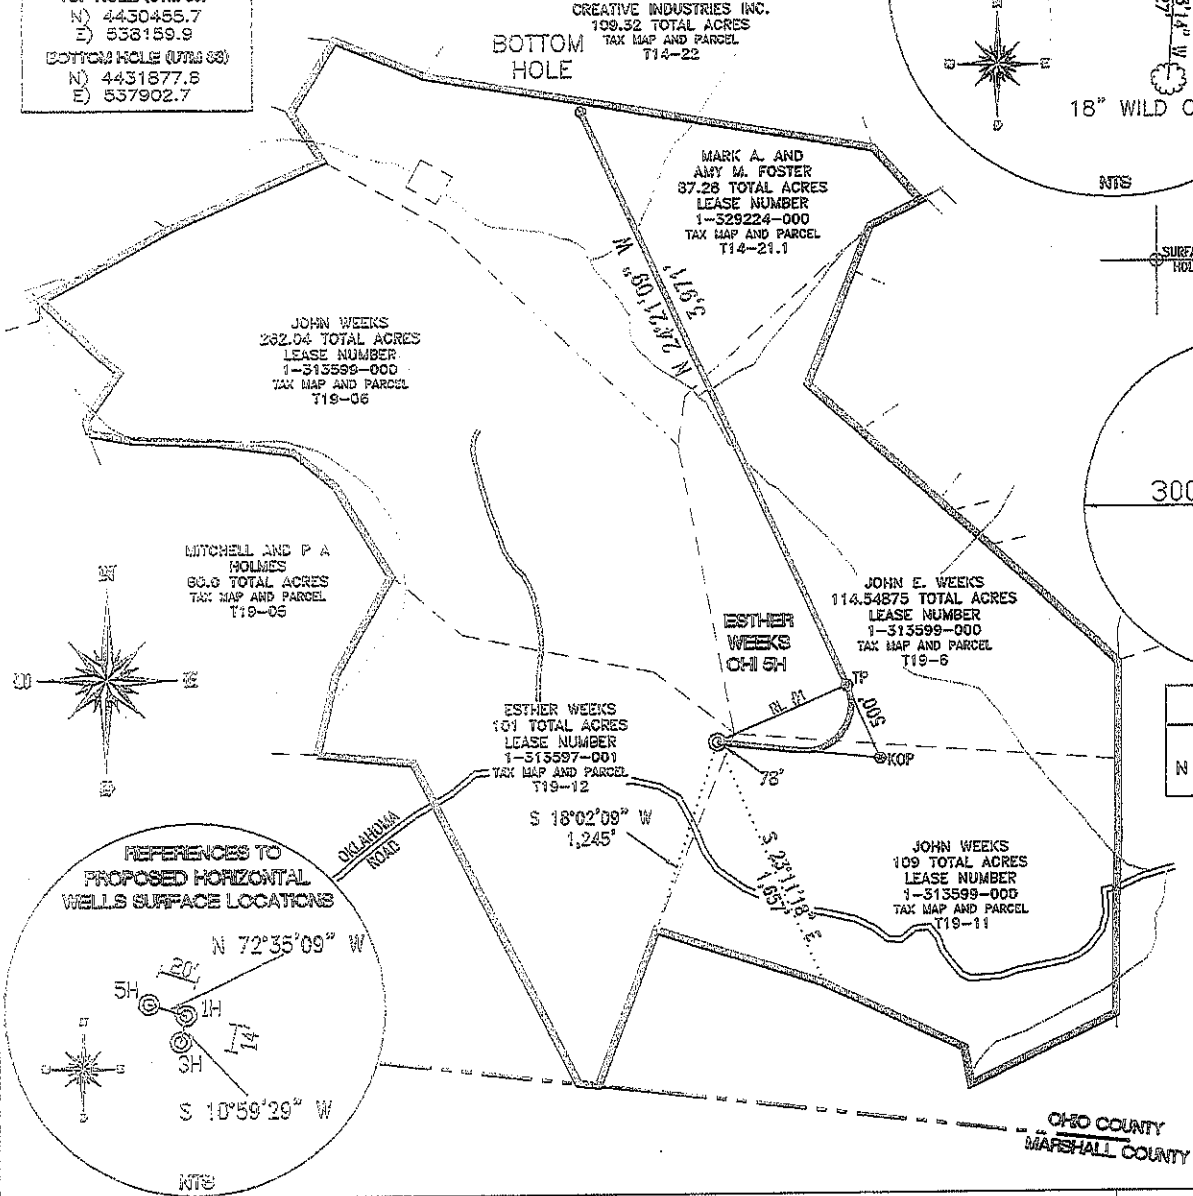 N) 4430455.7
E) 538159.9
BOTTOM HOLE (UTM 83)
N) 4431877.8
E) 537902.7
CREATIVE INDUSTRIES INC.
109.32 TOTAL ACRES
TAX MAP AND PARCEL
T14-22
BOTTOM
HOLE
18" WILD C
NTS
MARK A. AND
AMY M. FOSTER
87.28 TOTAL ACRES
LEASE NUMBER
1-329224-000
TAX MAP AND PARCEL
T14-21.1
N 24°21'09" W
3,971'
JOHN WEEKS
262.04 TOTAL ACRES
LEASE NUMBER
1-313599-000
TAX MAP AND PARCEL
T19-06
300
MITCHELL AND P A
HOLMES
60.0 TOTAL ACRES
TAX MAP AND PARCEL
T19-05
N
E
JOHN E. WEEKS
114.54875 TOTAL ACRES
LEASE NUMBER
1-313599-000
TAX MAP AND PARCEL
T19-6
ESTHER
WEEKS
OHI 5H
TP
500'
KOP
78'
N
ESTHER WEEKS
101 TOTAL ACRES
LEASE NUMBER
1-313597-001
TAX MAP AND PARCEL
T19-12
S 18°02'09" W
1,245'
S 23°11'18" E
1,657'
OKLAHOMA
ROAD
JOHN WEEKS
109 TOTAL ACRES
LEASE NUMBER
1-313599-000
TAX MAP AND PARCEL
T19-11
REFERENCES TO
PROPOSED HORIZONTAL
WELLS SURFACE LOCATIONS
N 72°35'09" W
20'
5H
1H
14'
3H
S 10°59'29" W
NTS
OHIO COUNTY
MARSHALL COUNTY